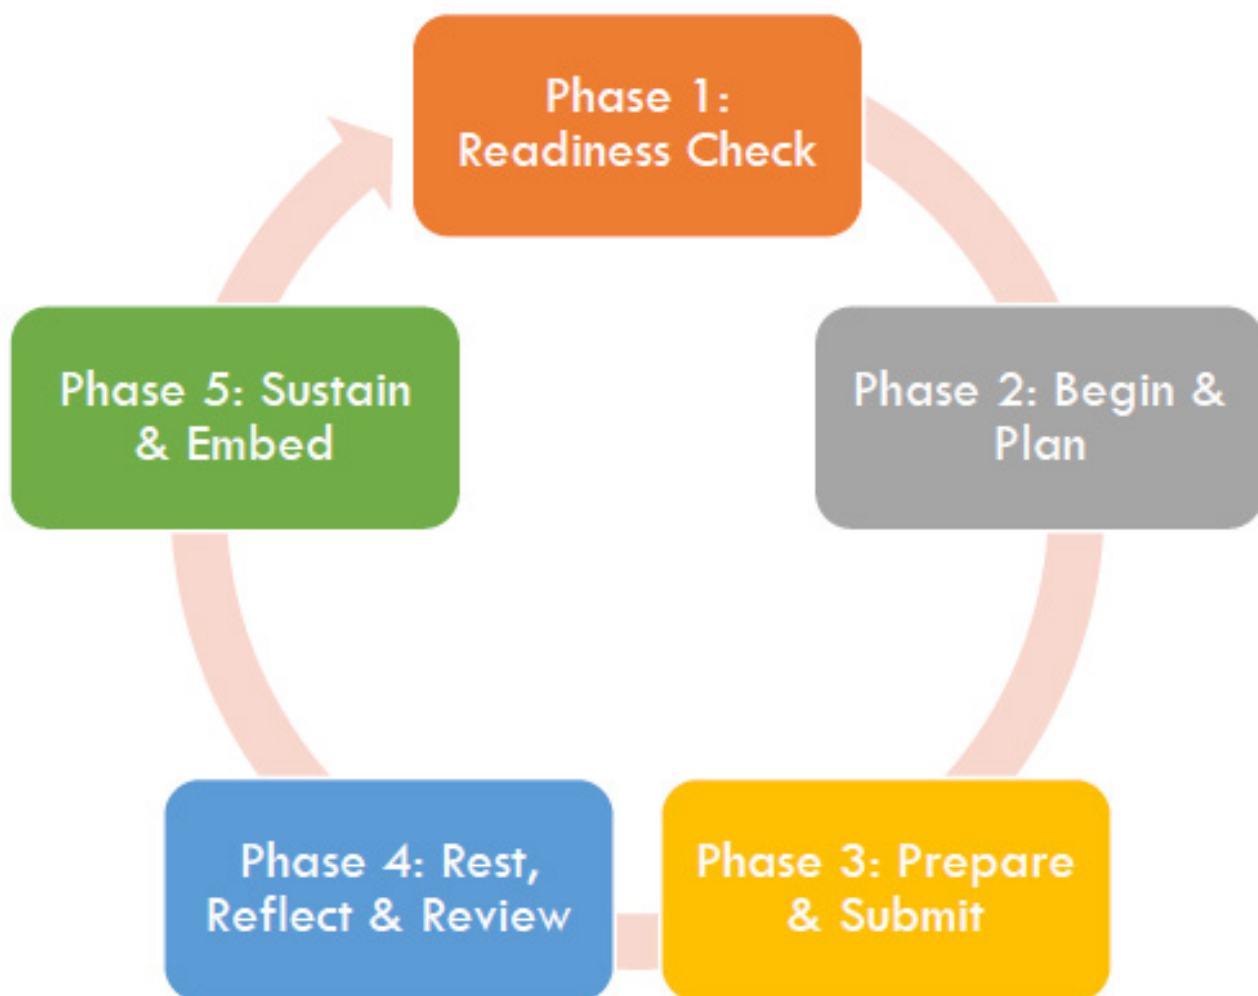 Phase 1:
Readiness Check
Phase 2: Begin &
Plan
Phase 3: Prepare
& Submit
Phase 4: Rest,
Reflect & Review
Phase 5: Sustain
& Embed